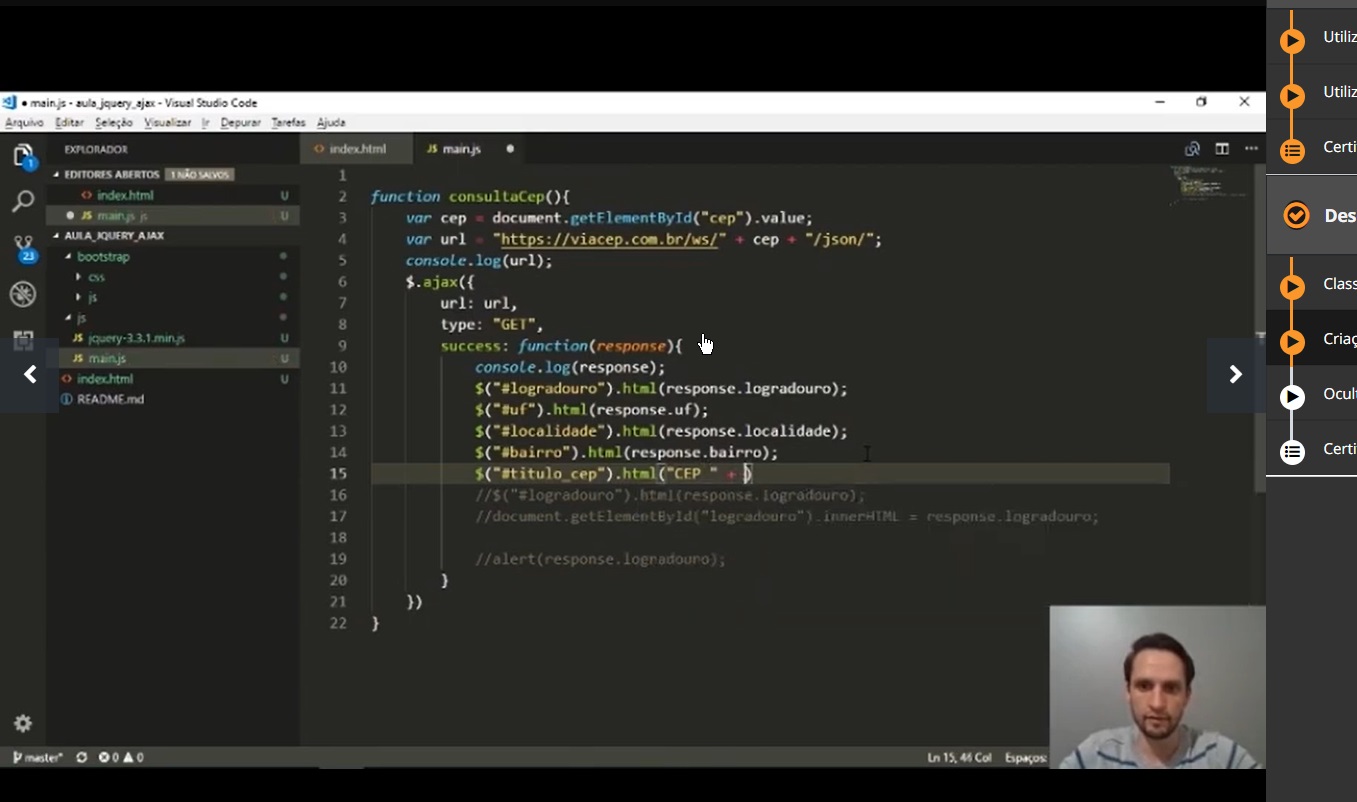 main.js - aula_jquery_ajax - Visual Studio Code
Arquivo Editar Seleção Visualizar Ir Depurar Tarefas Ajuda
EXPLORADOR
EDITORES ABERTOS 1 NÃO SALVOS
<> index.html U
JS main.js js U
AULA_JQUERY_AJAX
23
1
bootstrap
css
js
js
JS jquery-3.3.1.min.js U
JS main.js U
<> index.html U
README.md
<> index.html
JS main.js
1
2 function consultaCep(){
3 var cep = document.getElementById("cep").value;
4 var url = "https://viacep.com.br/ws/" + cep + "/json/";
5 console.log(url);
6 $.ajax({
7 url: url,
8 type: "GET",
9 success: function(response){
10 console.log(response);
11 $("#logradouro").html(response.logradouro);
12 $("#uf").html(response.uf);
13 $("#localidade").html(response.localidade);
14 $("#bairro").html(response.bairro);
15 $("#titulo_cep").html("CEP " + )
16 //$("#logradouro").html(response.logradouro);
17 //document.getElementById("logradouro").innerHTML = response.logradouro;
18
19 //alert(response.logradouro);
20 }
21 })
22 }
master* 0 0
Ln 15, 46 Col Espaços:
Utiliz
Utiliz
Certi
Des
Class
Criaç
Ocul
Certi